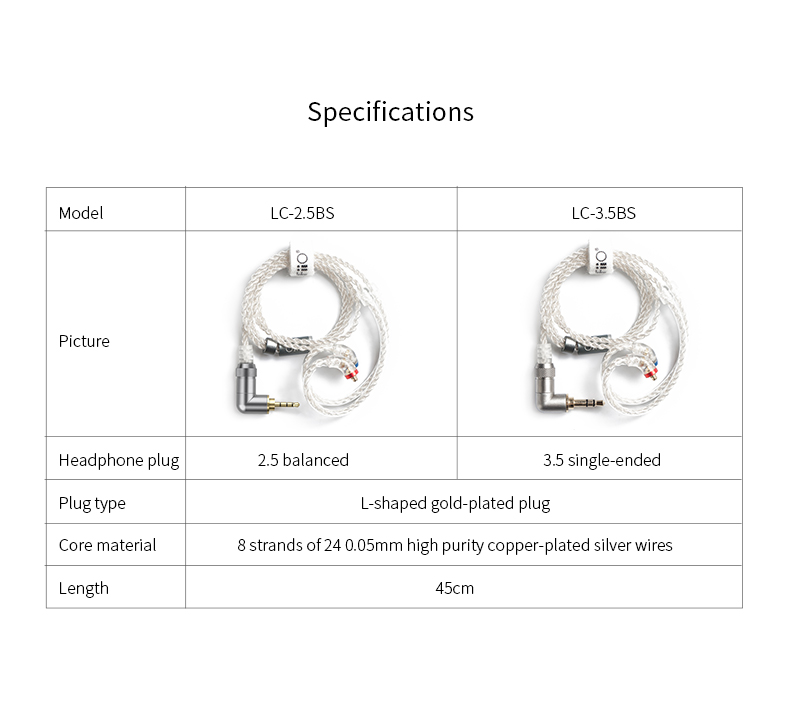 Specifications
Model LC-2.5BS LC-3.5BS
FiiO FiiO
Picture
Headphone plug 2.5 balanced 3.5 single-ended
Plug type L-shaped gold-plated plug
Core material 8 strands of 24 0.05mm high purity copper-plated silver wires
Length 45cm